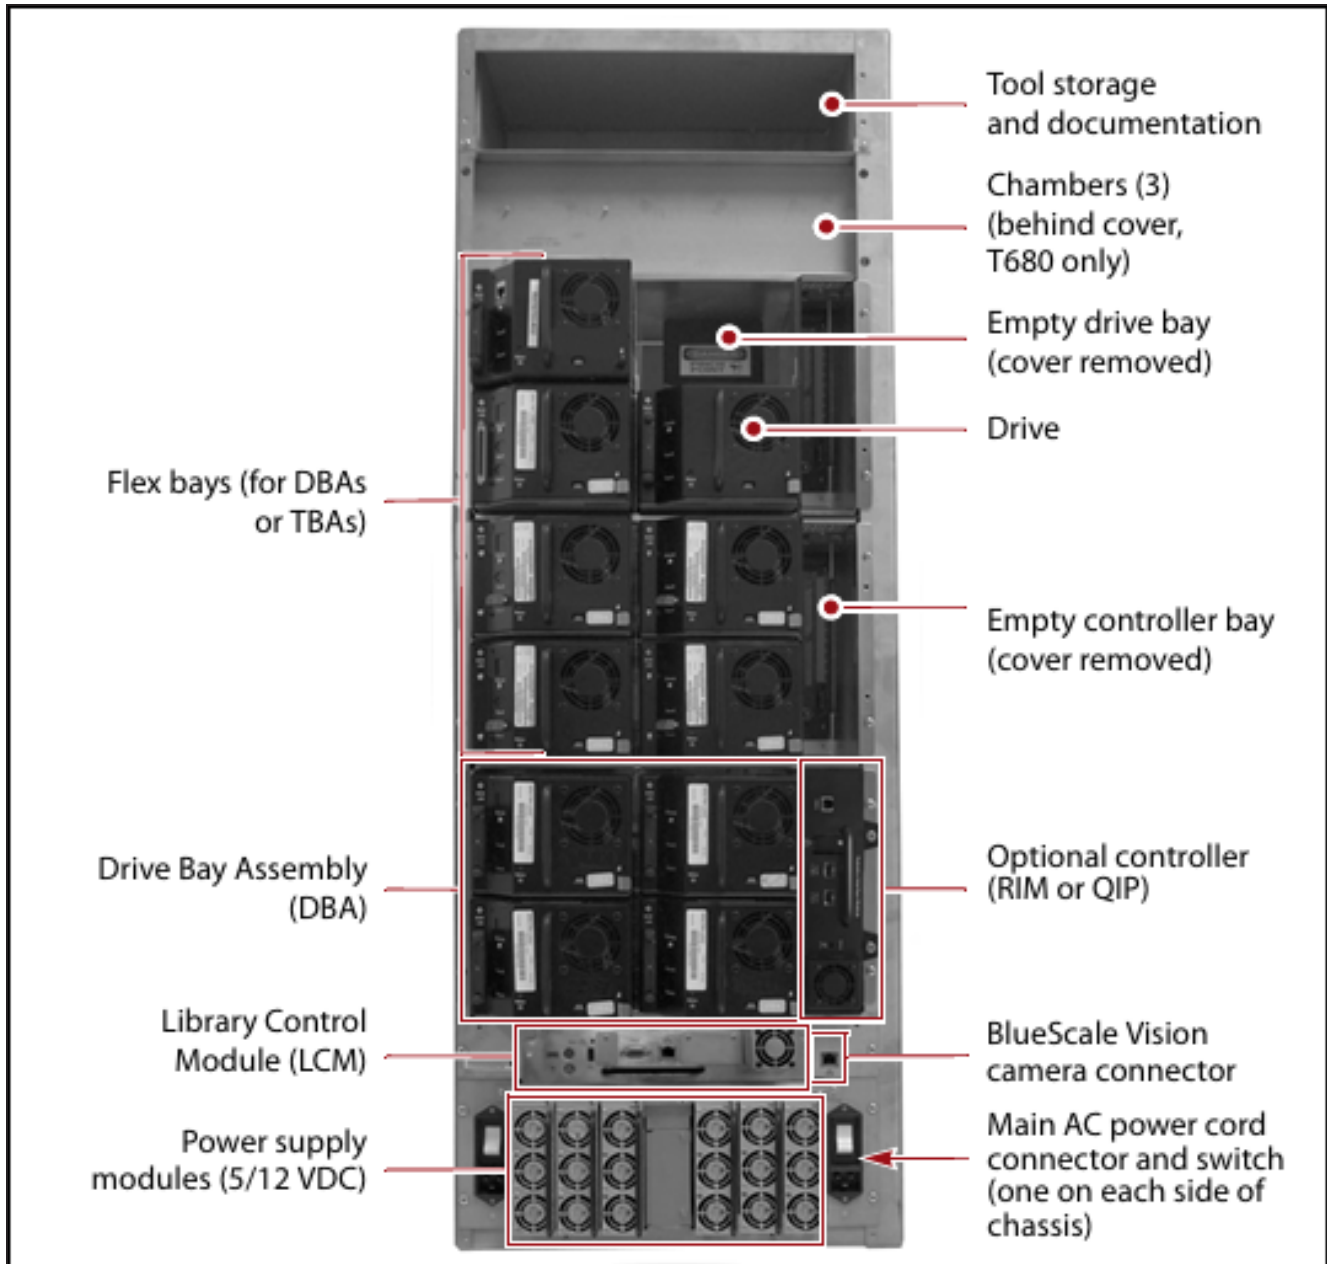 Tool storage
and documentation
Chambers (3)
(behind cover,
T680 only)
Empty drive bay
(cover removed)
Drive
Flex bays (for DBAs
or TBAs)
Empty controller bay
(cover removed)
Drive Bay Assembly
(DBA)
Optional controller
(RIM or QIP)
Library Control
Module (LCM)
BlueScale Vision
camera connector
Power supply
modules (5/12 VDC)
Main AC power cord
connector and switch
(one on each side of
chassis)